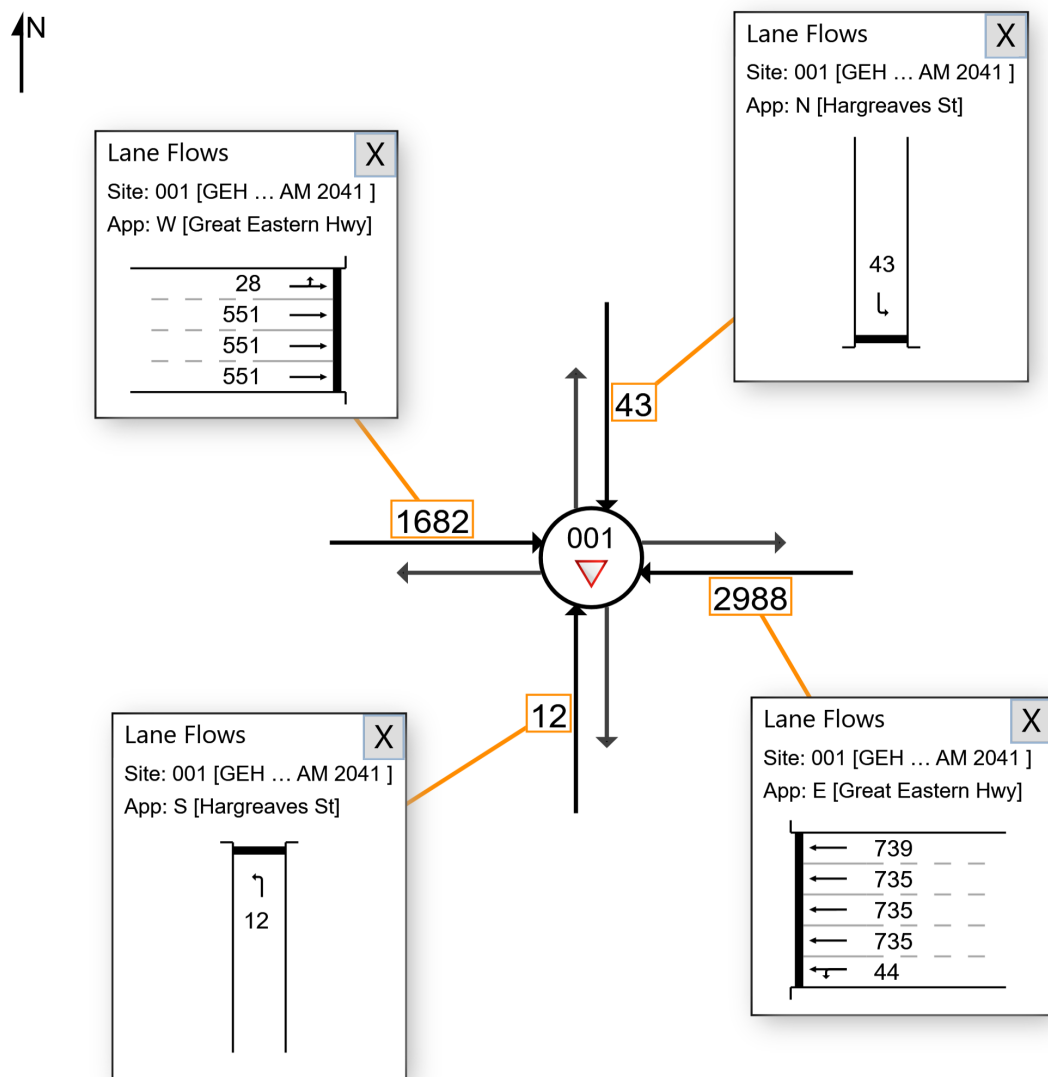 N
Lane Flows
X
Site: 001 [GEH ... AM 2041 ]
App: N [Hargreaves St]
43
Lane Flows
X
Site: 001 [GEH ... AM 2041 ]
App: W [Great Eastern Hwy]
28
551
551
551
43
1682
001
2988
12
Lane Flows
X
Site: 001 [GEH ... AM 2041 ]
App: S [Hargreaves St]
12
Lane Flows
X
Site: 001 [GEH ... AM 2041 ]
App: E [Great Eastern Hwy]
739
735
735
735
44